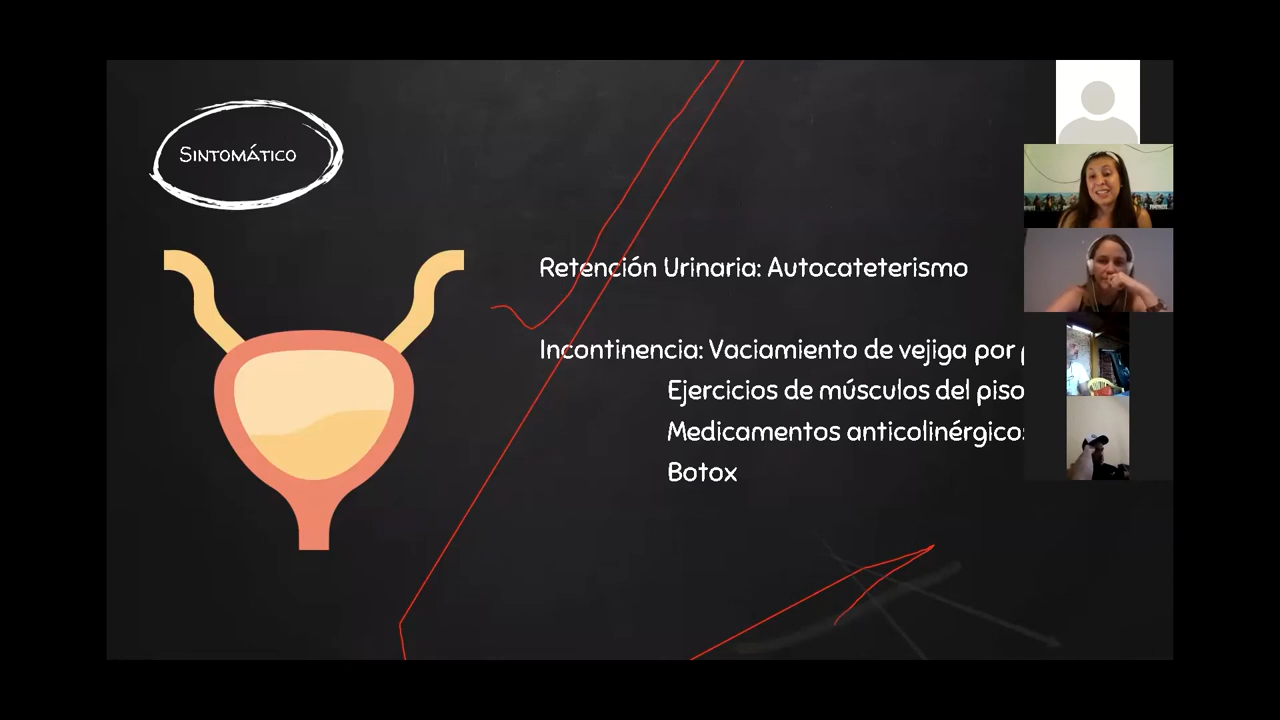 SINTOMÁTICO
Retención Urinaria: Autocateterismo
Incontinencia: Vaciamiento de vejiga por
Ejercicios de músculos del piso
Medicamentos anticolinérgicos
Botox